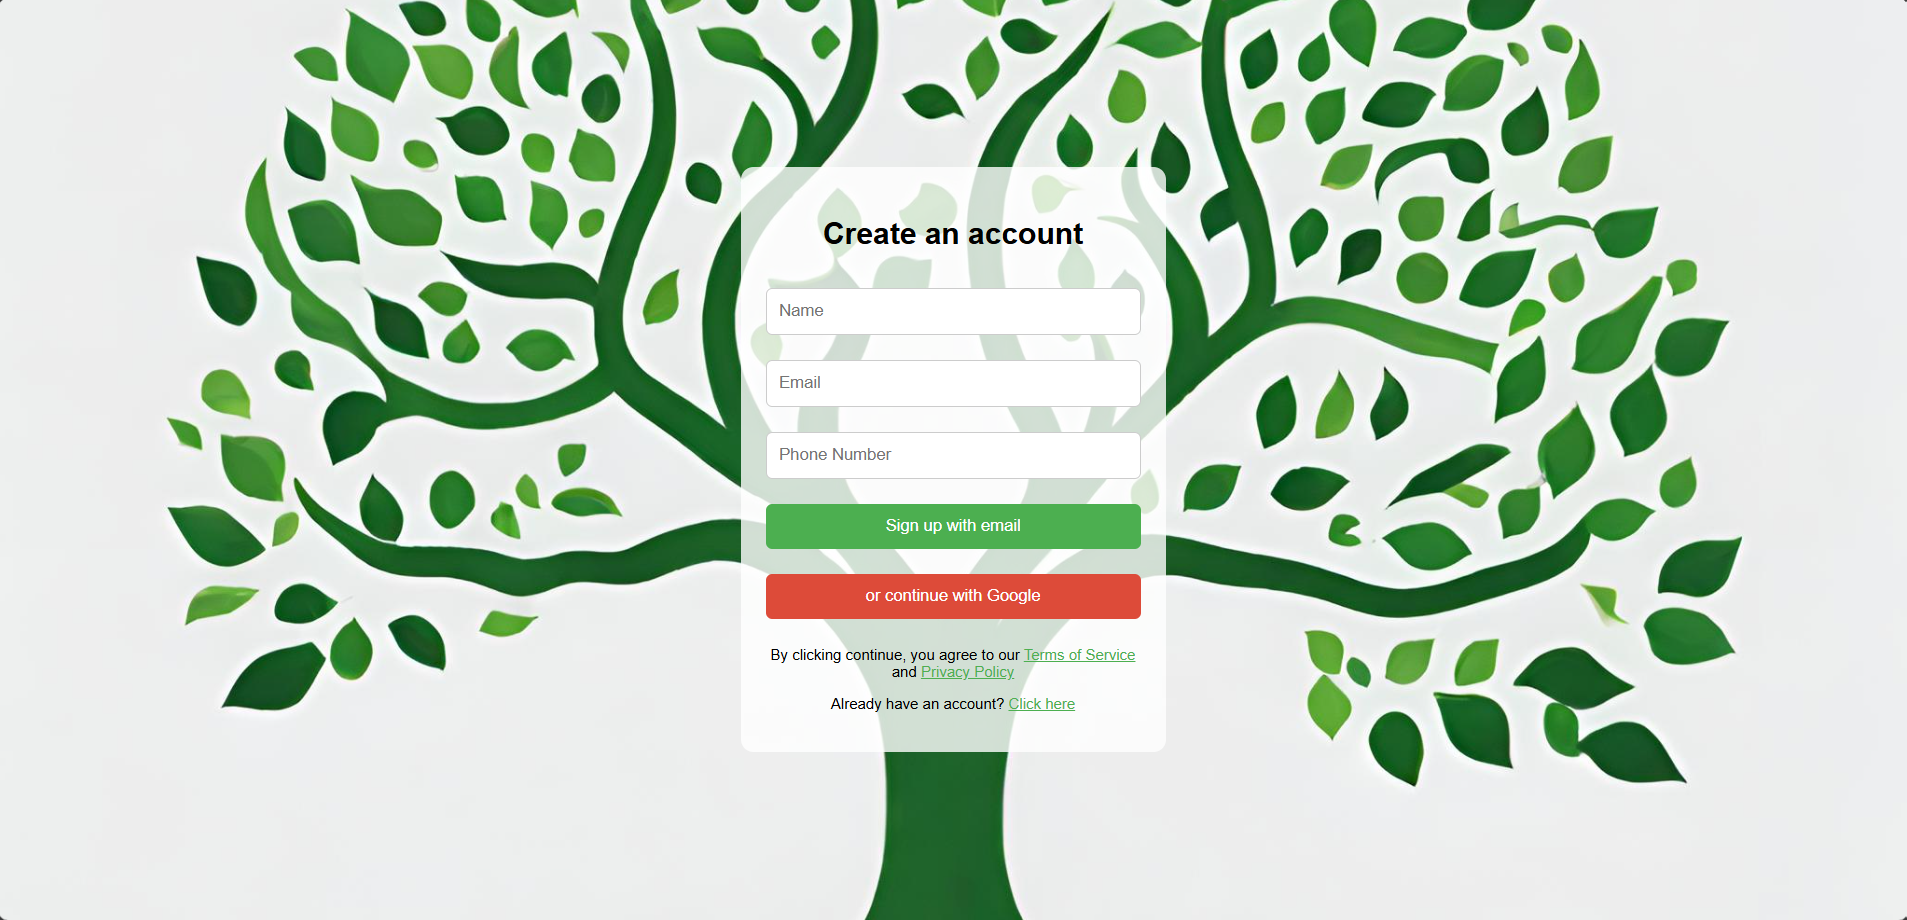 Create an account
Name
Email
Phone Number
Sign up with email
or continue with Google
By clicking continue, you agree to our Terms of Service
and Privacy Policy
Already have an account? Click here